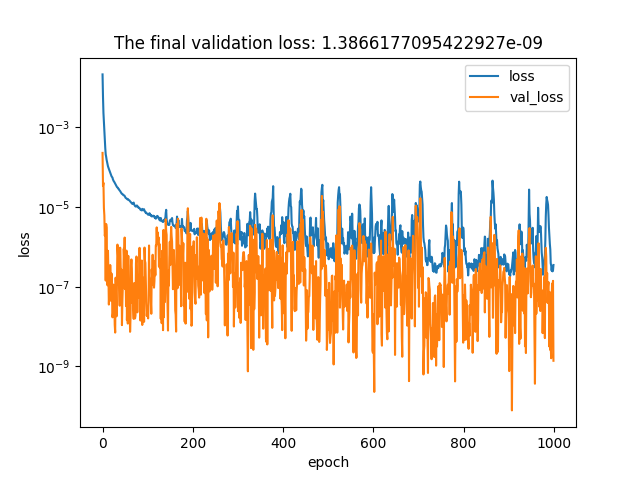 The final validation loss: 1.3866177095422927e-09
loss
val_loss
10⁻³
10⁻⁵
10⁻⁷
10⁻⁹
loss
0 200 400 600 800 1000
epoch